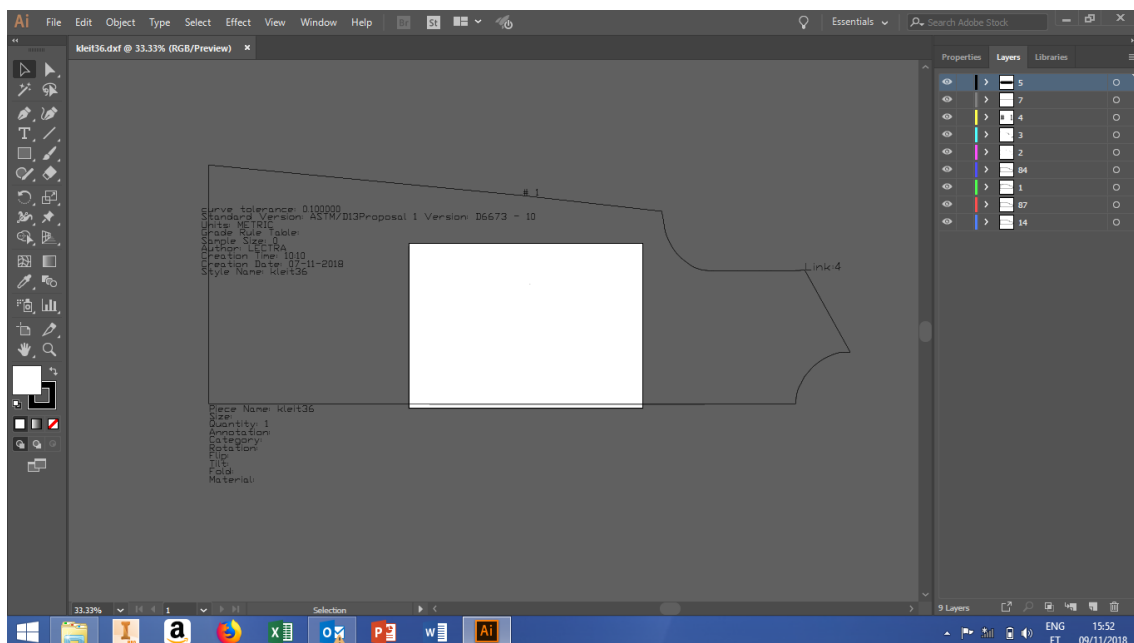 Ai File Edit Object Type Select Effect View Window Help Br St Essentials Search Adobe Stock
kleit36.dxf @ 33.33% (RGB/Preview) ×
Properties Layers Libraries
5
7
# 1 4
3
2
84
1
87
14
# 1
curve tolerance: 0.100000
Standard Version: ASTM/D13Proposal 1 Version: D6673 - 10
Units: METRIC
Grade Rule Table:
Sample Size: 0
Author: LECTRA
Creation Time: 10:10
Creation Date: 07-11-2018
Style Name: kleit36
Link:4
Piece Name: kleit36
Size:
Quantity: 1
Annotation:
Category:
Rotation:
Flip:
Tilt:
Fold:
Material:
33.33% 1 Selection
9 Layers
I a X P W Ai
ENG 15:52
ET 09/11/2018